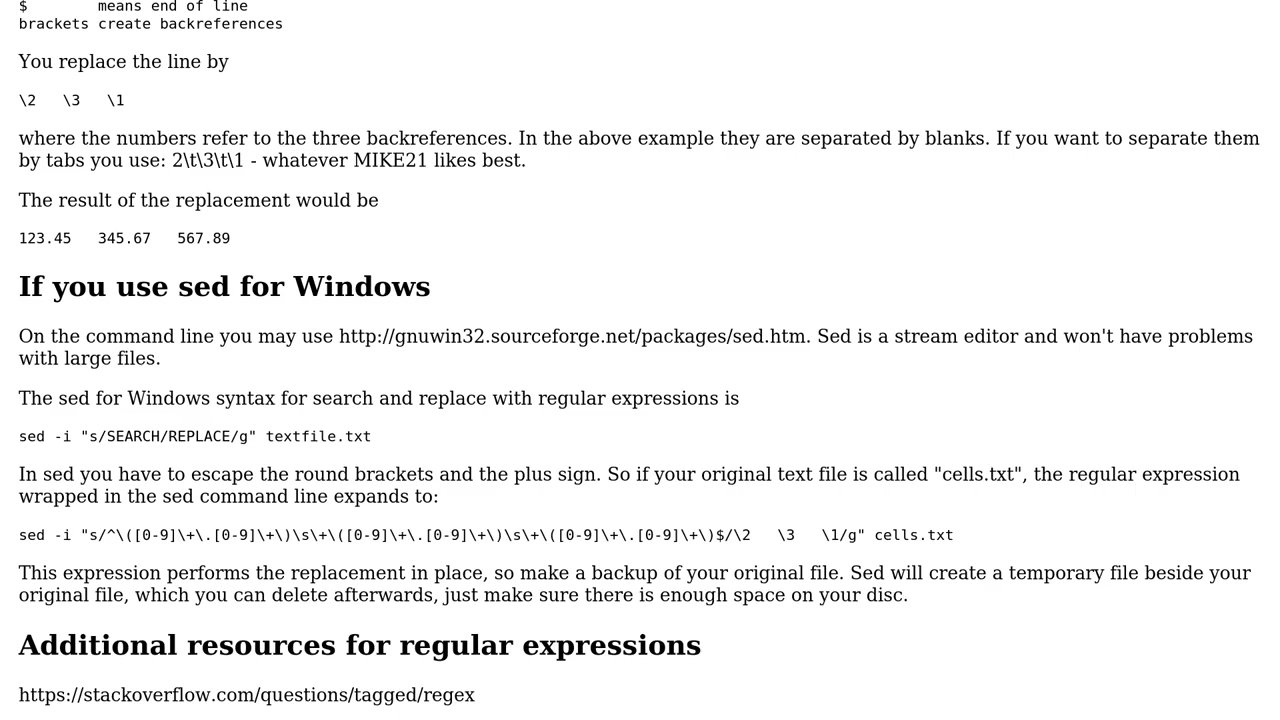 $        means end of line
brackets create backreferences
You replace the line by
\2   \3   \1
where the numbers refer to the three backreferences. In the above example they are separated by blanks. If you want to separate them
by tabs you use: 2\t\3\t\1 - whatever MIKE21 likes best.
The result of the replacement would be
123.45   345.67   567.89
If you use sed for Windows
On the command line you may use http://gnuwin32.sourceforge.net/packages/sed.htm. Sed is a stream editor and won't have problems
with large files.
The sed for Windows syntax for search and replace with regular expressions is
sed -i "s/SEARCH/REPLACE/g" textfile.txt
In sed you have to escape the round brackets and the plus sign. So if your original text file is called "cells.txt", the regular expression
wrapped in the sed command line expands to:
sed -i "s/^\([0-9]\+\.[0-9]\+\)\s\+\([0-9]\+\.[0-9]\+\)\s\+\([0-9]\+\.[0-9]\+\)$/\2   \3   \1/g" cells.txt
This expression performs the replacement in place, so make a backup of your original file. Sed will create a temporary file beside your
original file, which you can delete afterwards, just make sure there is enough space on your disc.
Additional resources for regular expressions
https://stackoverflow.com/questions/tagged/regex